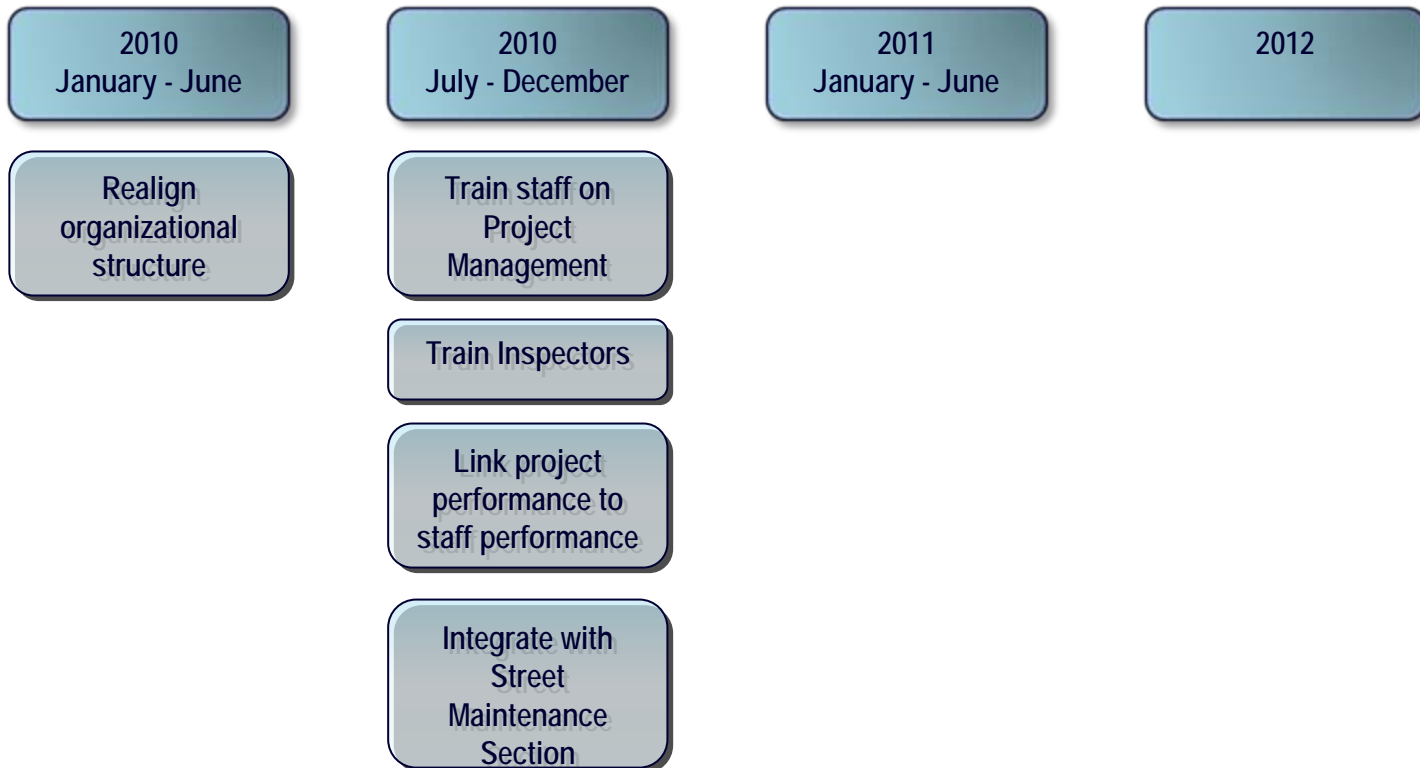 2010
January - June
2010
July - December
2011
January - June
2012
Realign
organizational
structure
Train staff on
Project
Management
Train Inspectors
Link project
performance to
staff performance
Integrate with
Street
Maintenance
Section